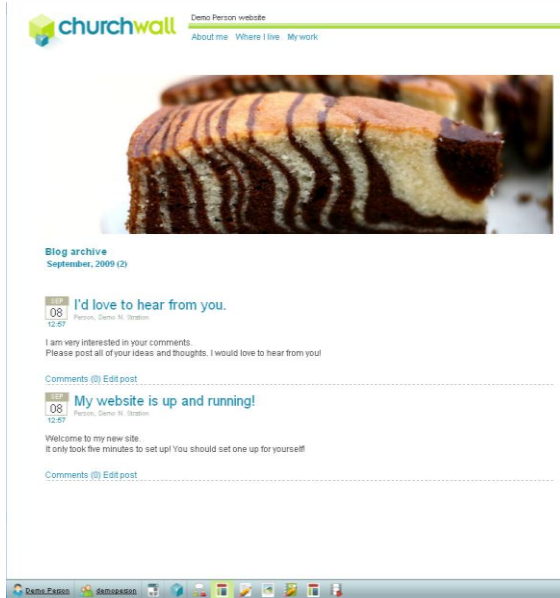 churchwall
Demo Person website
About me Where I live My work
Blog archive
September, 2009 (2)
SEP
08
12:57
I'd love to hear from you.
Person, Demo N. Stration
I am very interested in your comments.
Please post all of your ideas and thoughts. I would love to hear from you!
Comments (0) Edit post
SEP
08
12:57
My website is up and running!
Person, Demo N. Stration
Welcome to my new site.
It only took five minutes to set up! You should set one up for yourself!
Comments (0) Edit post
Demo Person demoperson